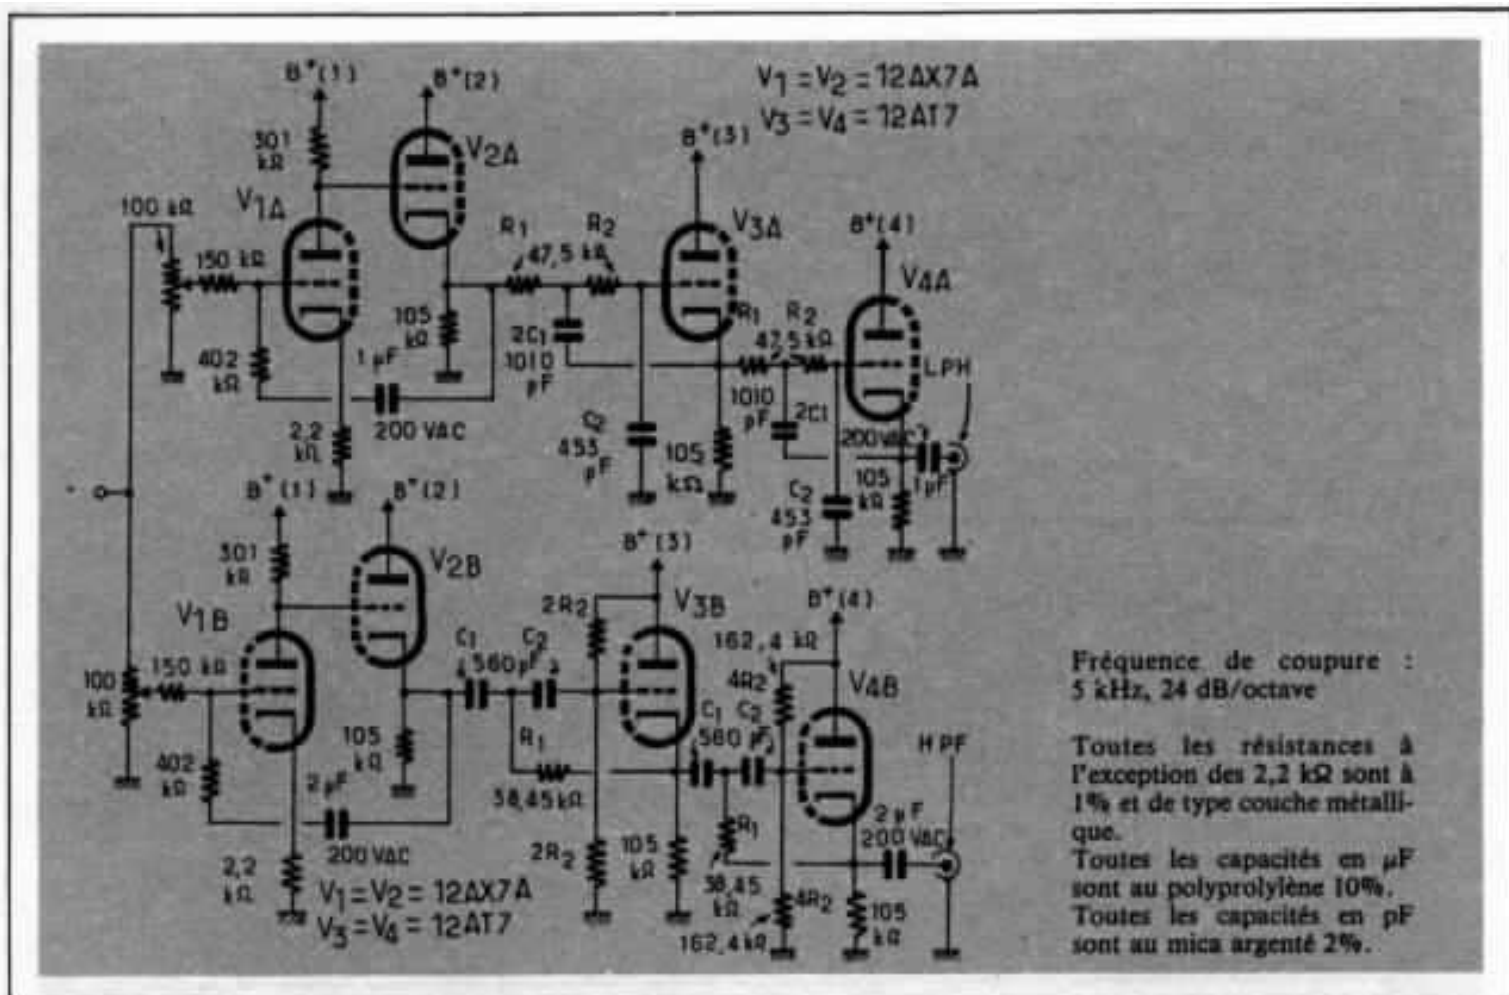 B⁺(1)
B⁺(2)
V1=V2=12AX7A
V3=V4=12AT7
301
kΩ
V2A
B⁺(3)
100 kΩ
V1A
R1
R2
V3A
B⁺(4)
150 kΩ
47,5 kΩ
V4A
105
kΩ
2C1
1010
pF
R1
R2
47,5 kΩ
402
kΩ
1 µF
LPH
1010
pF
2C1
2,2
kΩ
200 VAC
C2
453
pF
105
kΩ
200 VAC
1µF
C2
453
pF
105
kΩ
B⁺(1)
B⁺(2)
301
kΩ
V2B
B⁺(3)
V1B
2R2
V3B
B⁺(4)
C1
C2
560 pF
162,4 kΩ
100
kΩ
150 kΩ
4R2
V4B
C1
C2
560 pF
105
kΩ
R1
HPF
402
kΩ
2 µF
38,45kΩ
R1
2 µF
200 VAC
200 VAC
2R2
105
kΩ
38,45
kΩ
2,2
kΩ
4R2
105
kΩ
162,4kΩ
V1=V2=12AX7A
V3=V4=12AT7
Fréquence de coupure :
5 kHz, 24 dB/octave
Toutes les résistances à
l'exception des 2,2 kΩ sont à
1% et de type couche métalli-
que.
Toutes les capacités en µF
sont au polyprolylène 10%.
Toutes les capacités en pF
sont au mica argenté 2%.